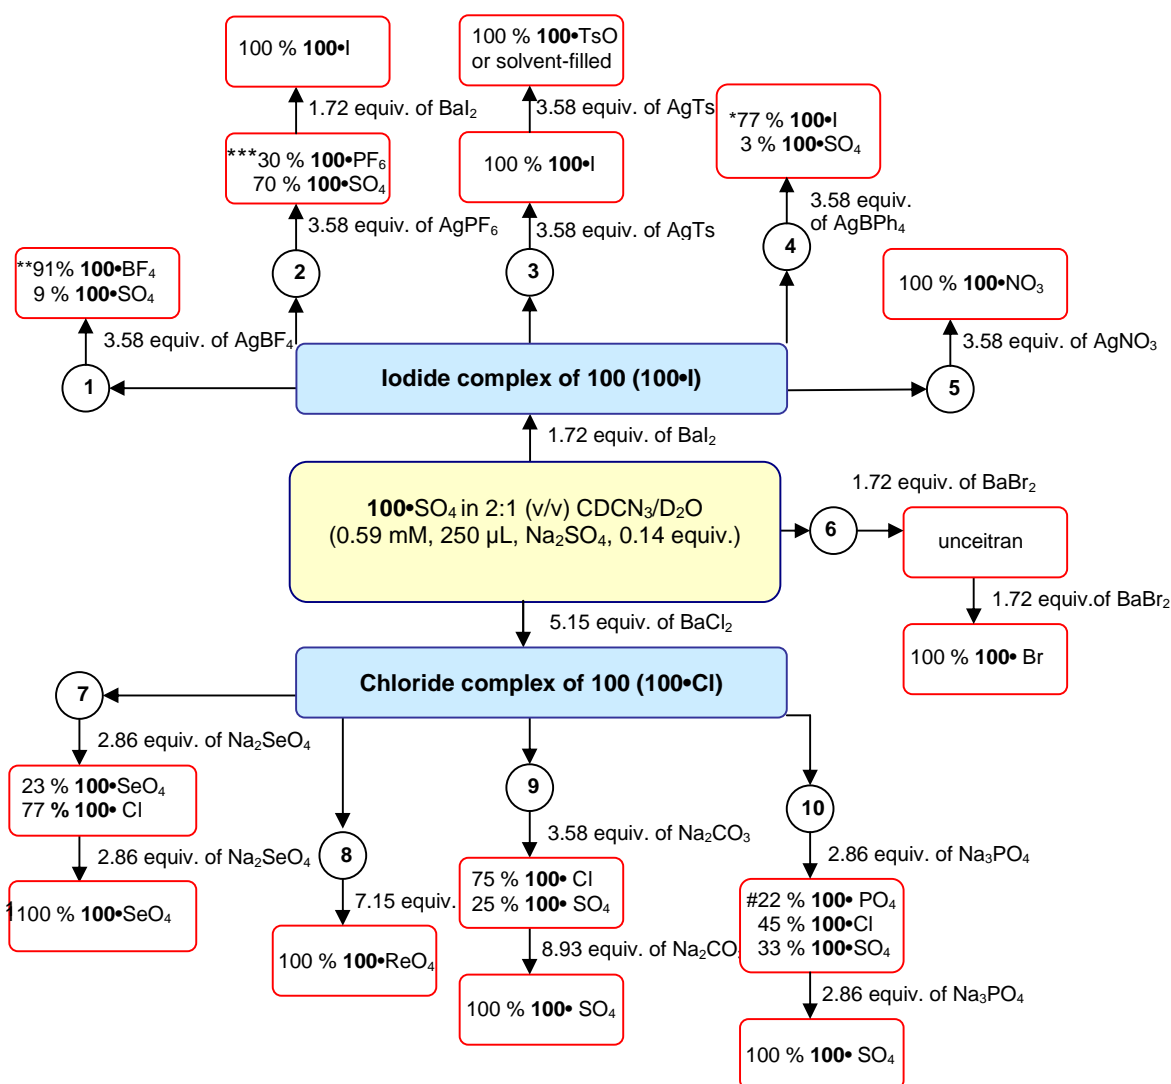 100 % 100•I
100 % 100•TsO
or solvent-filled
1.72 equiv. of BaI₂
3.58 equiv. of AgTs
*77 % 100•I
3 % 100•SO₄
***30 % 100•PF₆
70 % 100•SO₄
100 % 100•I
3.58 equiv.
of AgBPh₄
3.58 equiv. of AgPF₆
3.58 equiv. of AgTs
4
**91% 100•BF₄
9 % 100•SO₄
2
3
100 % 100•NO₃
3.58 equiv. of AgBF₄
3.58 equiv. of AgNO₃
1
Iodide complex of 100 (100•I)
5
1.72 equiv. of BaI₂
100•SO₄ in 2:1 (v/v) CDCN₃/D₂O
(0.59 mM, 250 µL, Na₂SO₄, 0.14 equiv.)
1.72 equiv. of BaBr₂
6
unceitran
1.72 equiv.of BaBr₂
5.15 equiv. of BaCl₂
100 % 100• Br
7
Chloride complex of 100 (100•Cl)
2.86 equiv. of Na₂SeO₄
23 % 100•SeO₄
77 % 100• Cl
9
10
2.86 equiv. of Na₂SeO₄
8
3.58 equiv. of Na₂CO₃
2.86 equiv. of Na₃PO₄
1100 % 100•SeO₄
7.15 equiv.
75 % 100• Cl
25 % 100• SO₄
#22 % 100• PO₄
45 % 100•Cl
33 % 100•SO₄
100 % 100•ReO₄
8.93 equiv. of Na₂CO
2.86 equiv. of Na₃PO₄
100 % 100• SO₄
100 % 100• SO₄